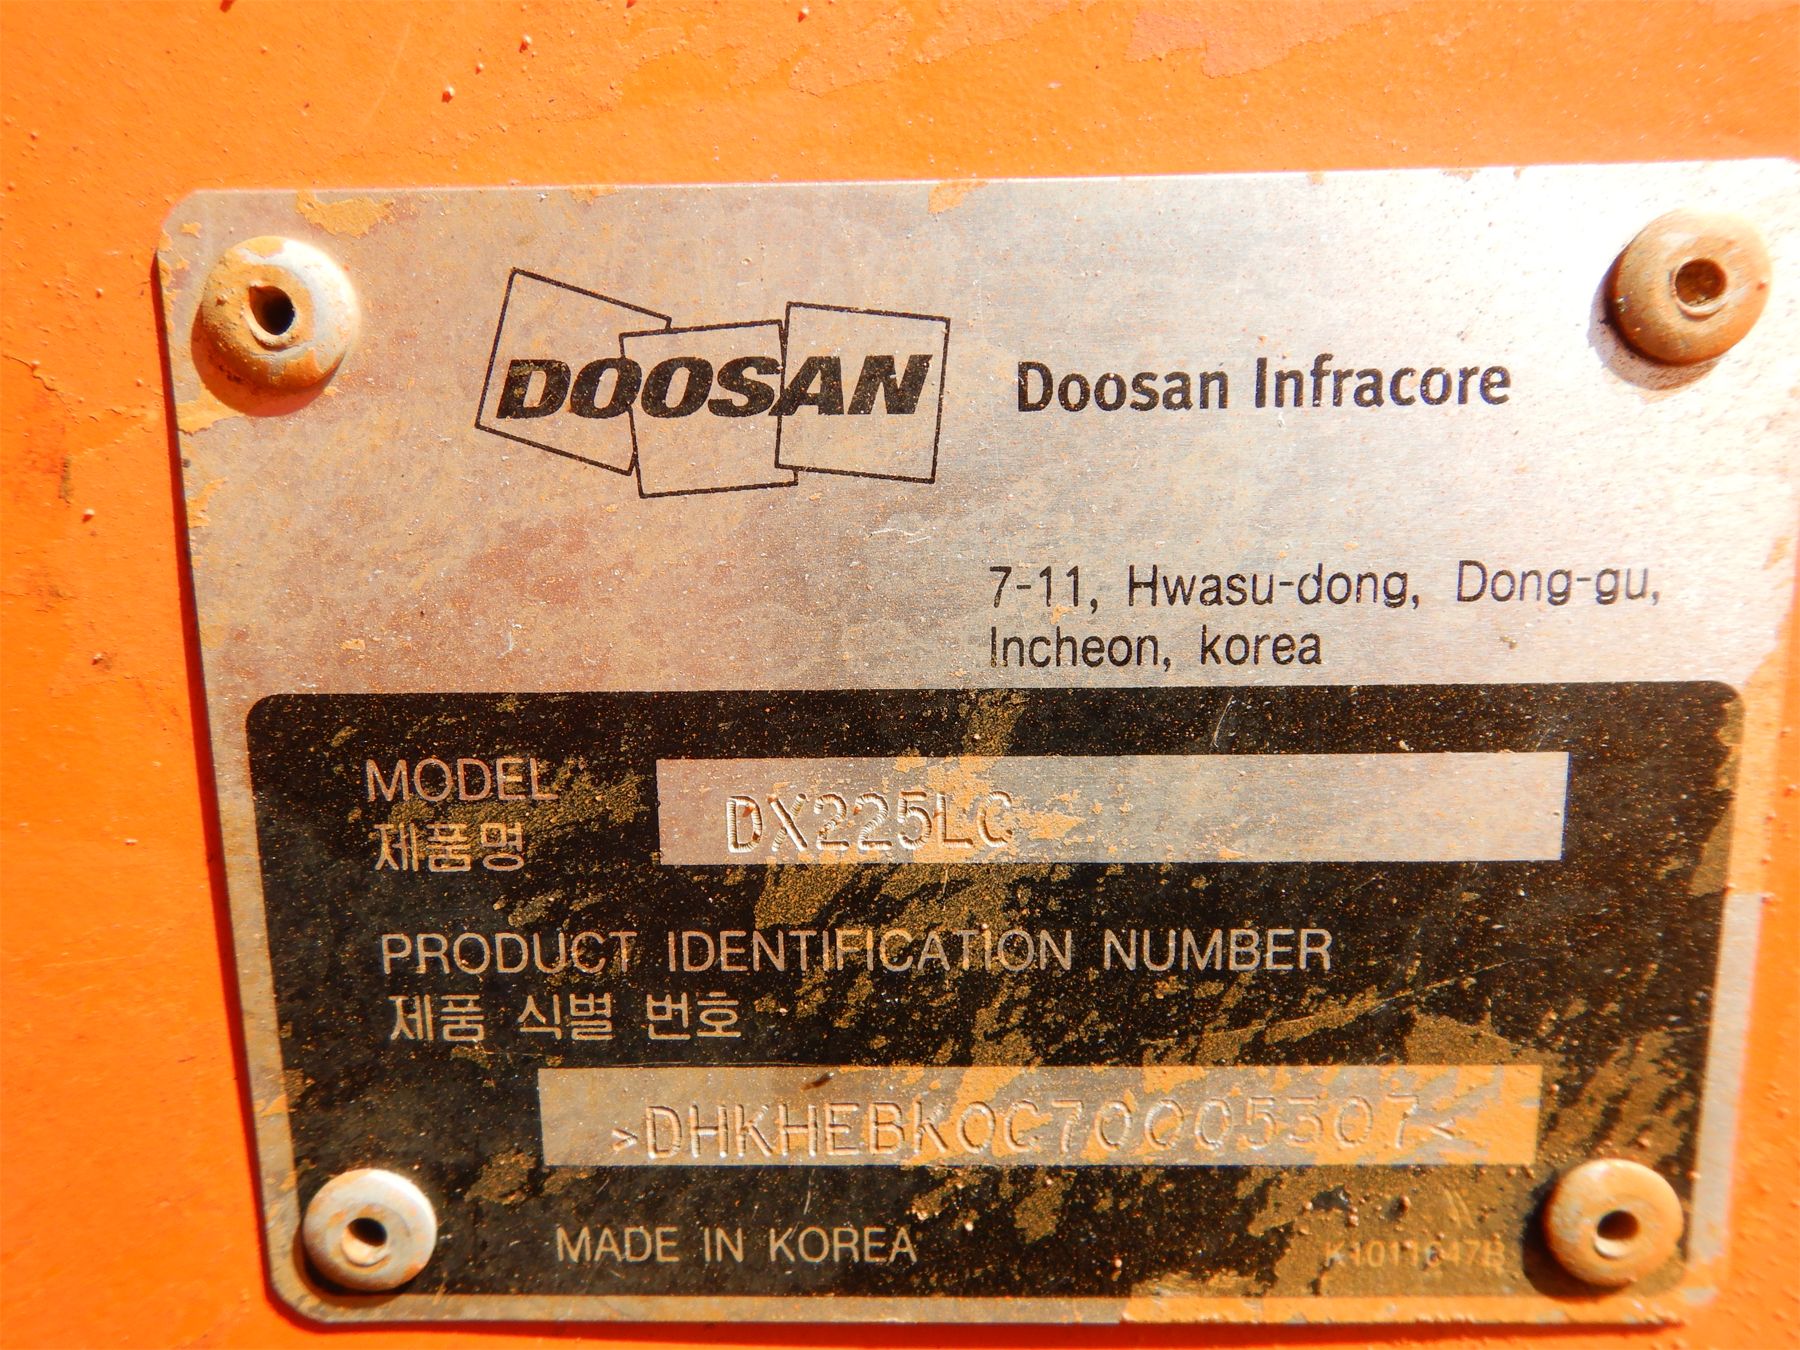 DOOSAN Doosan Infracore
7-11, Hwasu-dong, Dong-gu,
Incheon, korea
MODEL DX225LC
제품명
PRODUCT IDENTIFICATION NUMBER
제품 식별 번호
>DHKHEBK0C70005307<
MADE IN KOREA